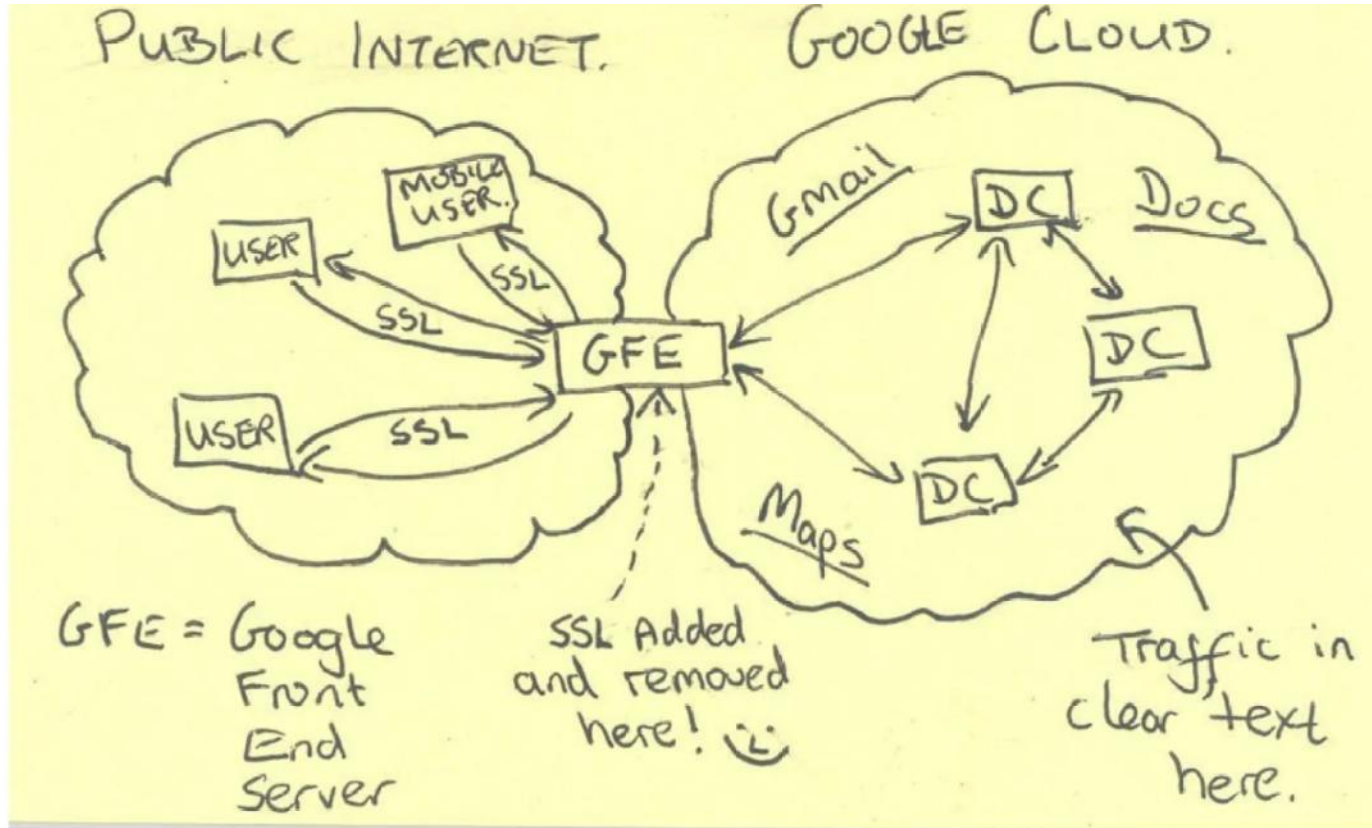 PUBLIC INTERNET.
GOOGLE CLOUD.
MOBILE
USER.
USER
SSL
SSL
USER
SSL
GFE
Gmail
DC
Docs
DC
DC
Maps
GFE = Google
Front
End
Server
SSL Added
and removed
here!
Traffic in
clear text
here.